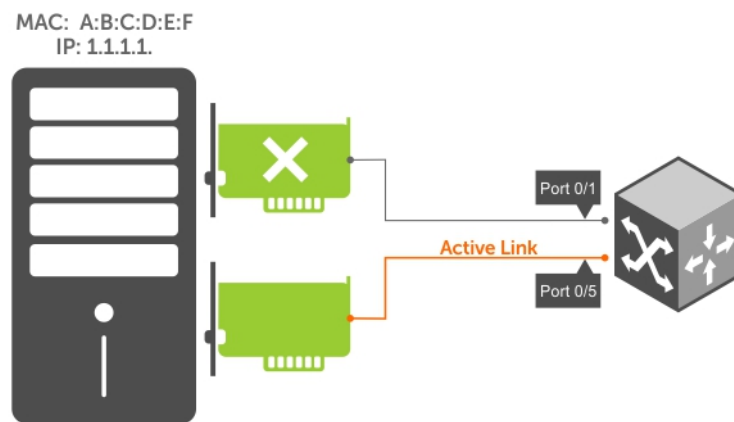 MAC: A:B:C:D:E:F
IP: 1.1.1.1.
Port 0/1
Active Link
Port 0/5